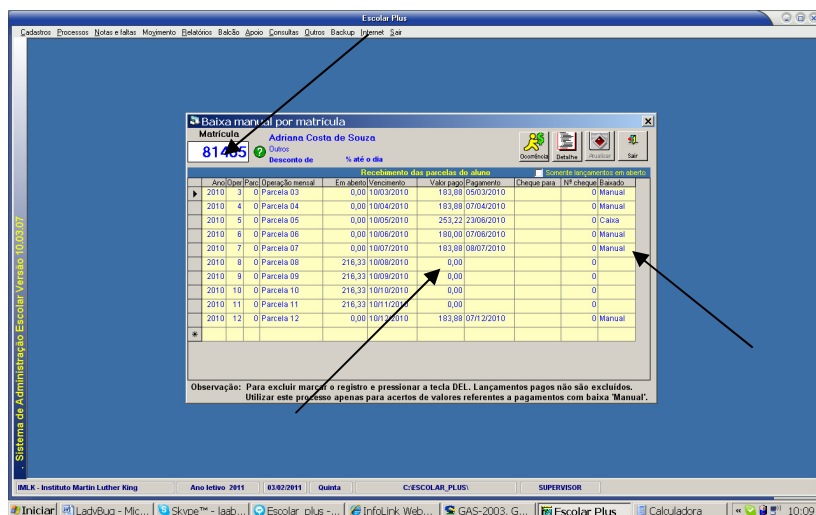 Escolar Plus
Cadastros Processos Notas e faltas Movimento Relatórios Balcão Apoio Consultas Outros Backup Internet Sair
Baixa manual por matrícula
Matrícula
Adriana Costa de Souza
81485 ? Outros
Desconto de % até o dia
Ocorrência Detalhe Atualizar Sair
Recebimento das parcelas do aluno Somente lançamentos em aberto
Ano Oper Parc Operação mensal Em aberto Vencimento Valor pago Pagamento Cheque para Nº cheque Baixado
2010 3 0 Parcela 03 0,00 10/03/2010 183,88 05/03/2010 0 Manual
2010 4 0 Parcela 04 0,00 10/04/2010 183,88 07/04/2010 0 Manual
2010 5 0 Parcela 05 0,00 10/05/2010 253,22 23/06/2010 0 Caixa
2010 6 0 Parcela 06 0,00 10/06/2010 180,00 07/06/2010 0 Manual
2010 7 0 Parcela 07 0,00 10/07/2010 183,88 08/07/2010 0 Manual
2010 8 0 Parcela 08 216,33 10/08/2010 0,00 0
2010 9 0 Parcela 09 216,33 10/09/2010 0,00 0
2010 10 0 Parcela 10 216,33 10/10/2010 0,00 0
2010 11 0 Parcela 11 216,33 10/11/2010 0,00 0
2010 12 0 Parcela 12 0,00 10/12/2010 183,88 07/12/2010 0 Manual
Observação: Para excluir marcar o registro e pressionar a tecla DEL. Lançamentos pagos não são excluídos.
Utilizar este processo apenas para acertos de valores referentes a pagamentos com baixa 'Manual'.
Sistema de Administração Escolar Versão 10.03.07
IMLK - Instituto Martin Luther King Ano letivo 2011 03/02/2011 Quinta C:\ESCOLAR_PLUS\ SUPERVISOR
Iniciar LadyBug - Mic... Skype™ - laab... Escolar_plus -... InfoLink Web... GAS-2003. G... Escolar Plus Calculadora « 10:09